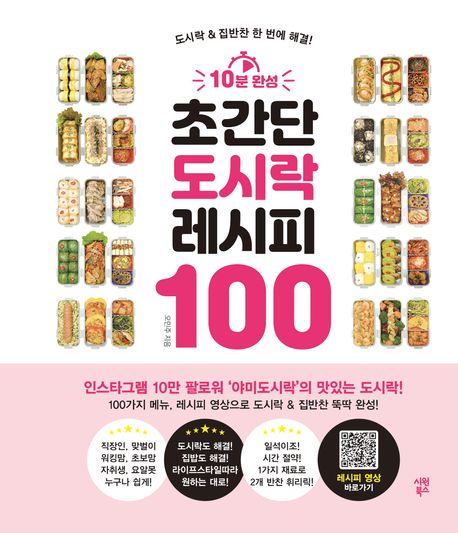 도시락 & 집반찬 한 번에 해결!
10분 완성
초간단
도시락
레시피
100
오민주 지음
인스타그램 10만 팔로워 '야미도시락'의 맛있는 도시락!
100가지 메뉴, 레시피 영상으로 도시락 & 집반찬 뚝딱 완성!
직장인, 맞벌이
워킹맘, 초보맘
자취생, 요알못
누구나 쉽게!
도시락도 해결!
집밥도 해결!
라이프스타일따라
원하는 대로!
일석이조!
시간 절약!
1가지 재료로
2개 반찬 휘리릭!
레시피 영상
바로가기
시원
북스